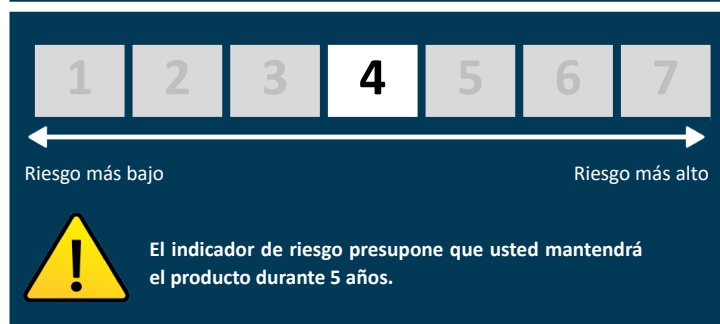 1 2 3 4 5 6 7
Riesgo más bajo Riesgo más alto
!
El indicador de riesgo presupone que usted mantendrá
el producto durante 5 años.